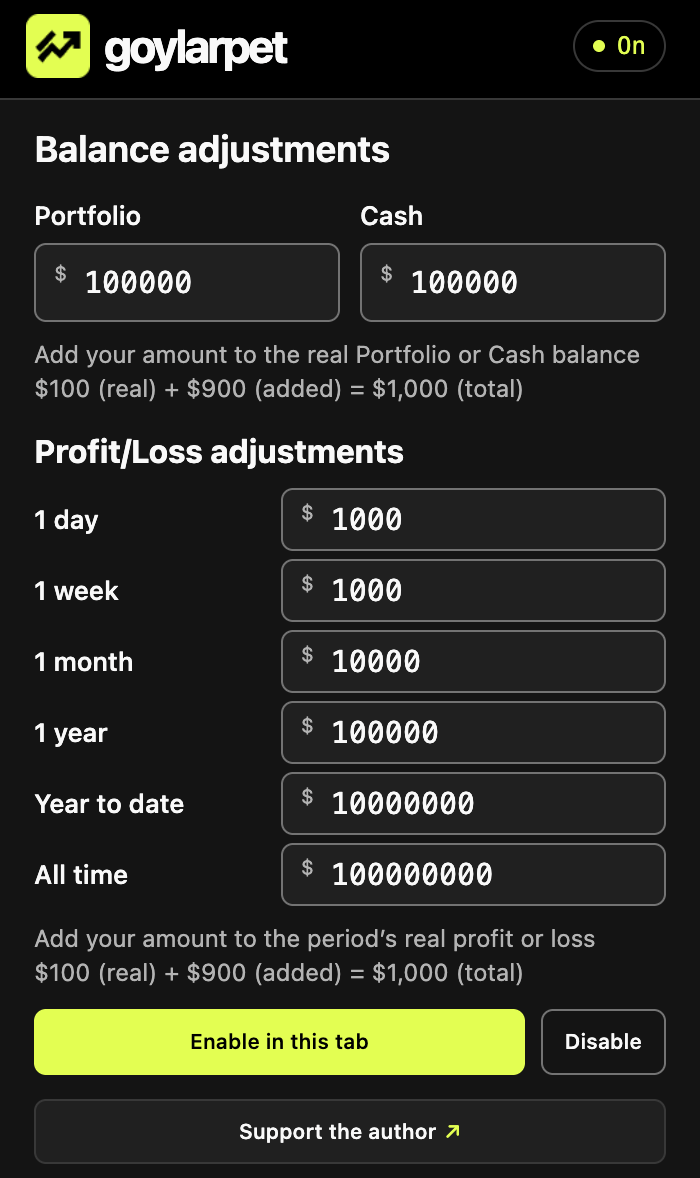 goylarpet
On
Balance adjustments
Portfolio
Cash
$ 100000
$ 100000
Add your amount to the real Portfolio or Cash balance
$100 (real) + $900 (added) = $1,000 (total)
Profit/Loss adjustments
1 day
$ 1000
1 week
$ 1000
1 month
$ 10000
1 year
$ 100000
Year to date
$ 10000000
All time
$ 100000000
Add your amount to the period’s real profit or loss
$100 (real) + $900 (added) = $1,000 (total)
Enable in this tab
Disable
Support the author ↗